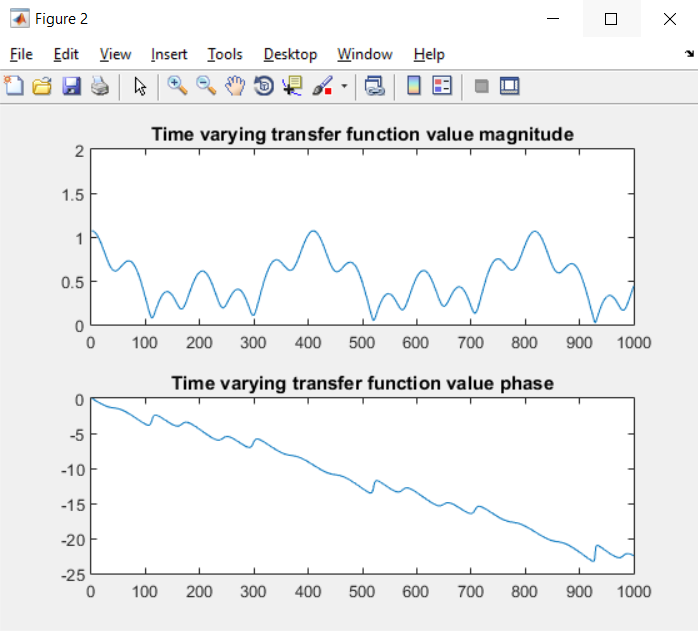 Figure 2
File Edit View Insert Tools Desktop Window Help
Time varying transfer function value magnitude
2
1.5
1
0.5
0
0 100 200 300 400 500 600 700 800 900 1000
Time varying transfer function value phase
0
-5
-10
-15
-20
-25
0 100 200 300 400 500 600 700 800 900 1000